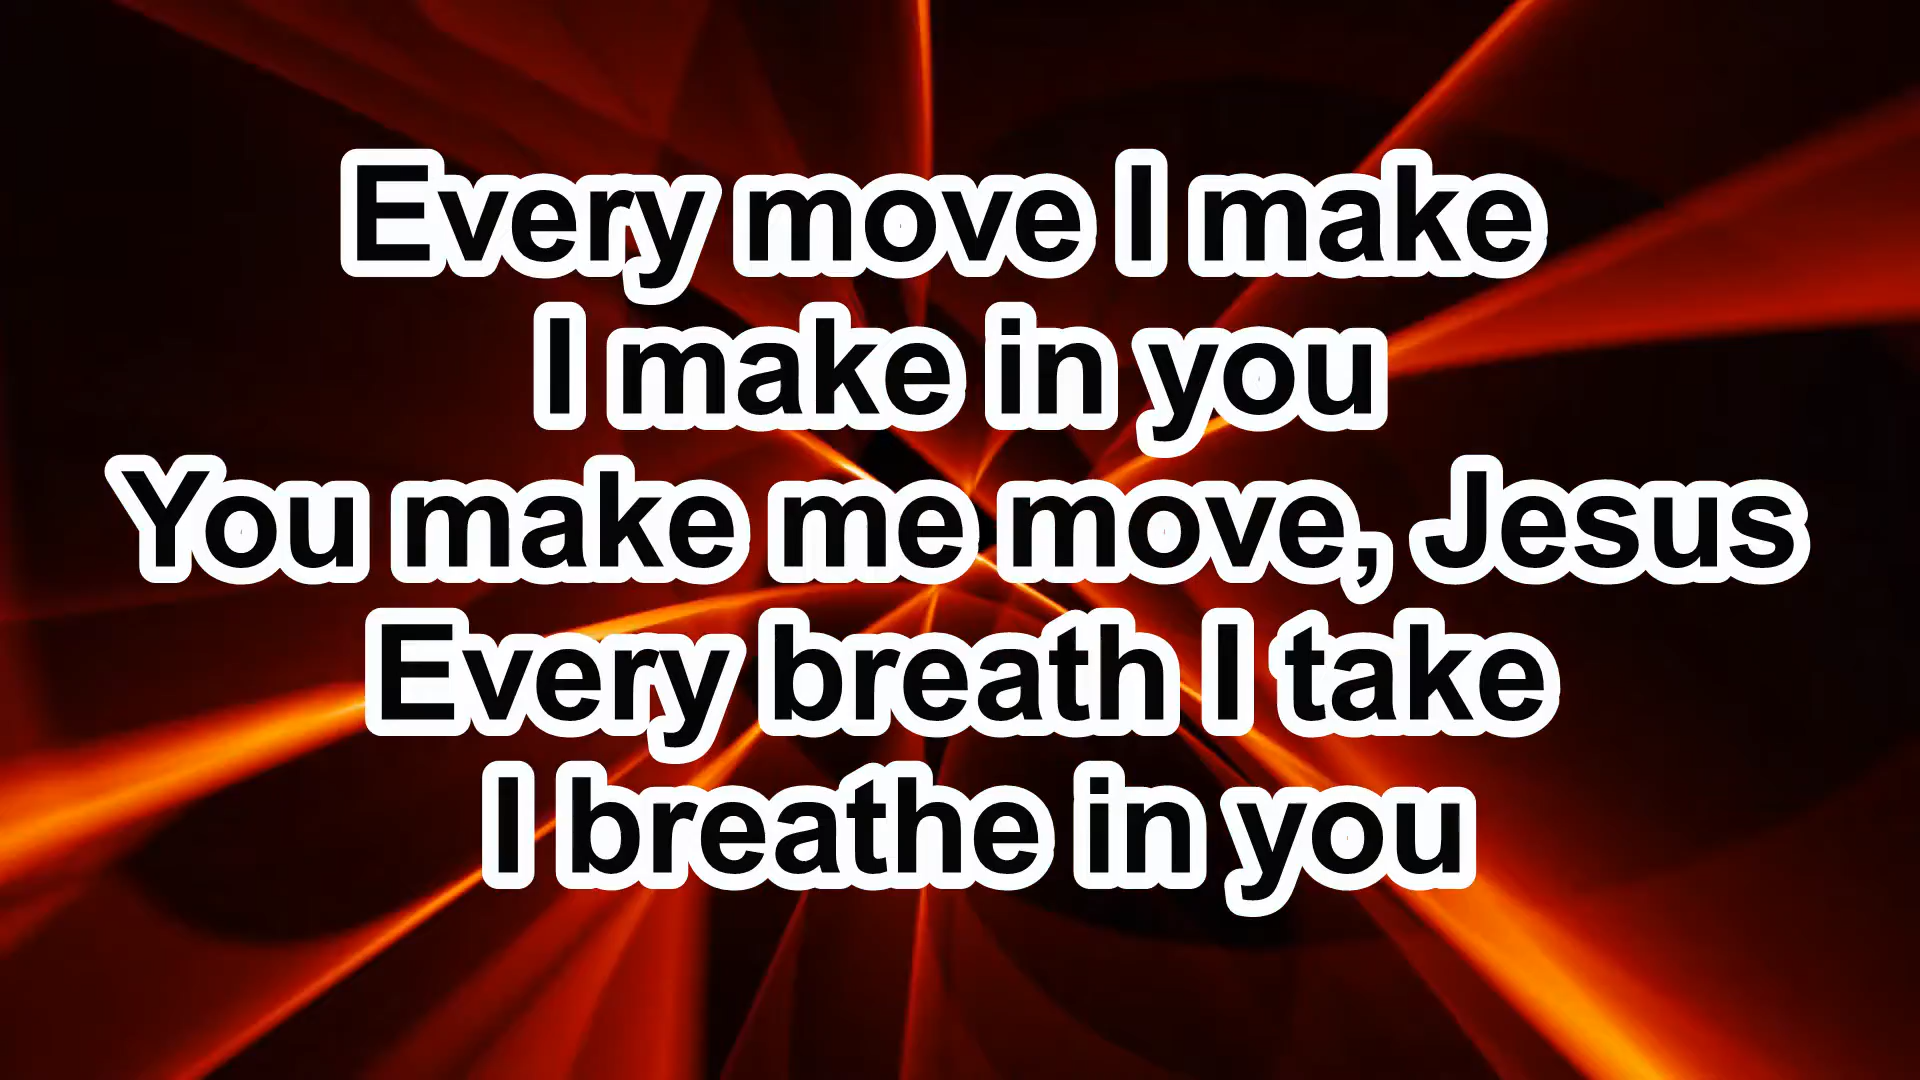 Every move I make
I make in you
You make me move, Jesus
Every breath I take
I breathe in you